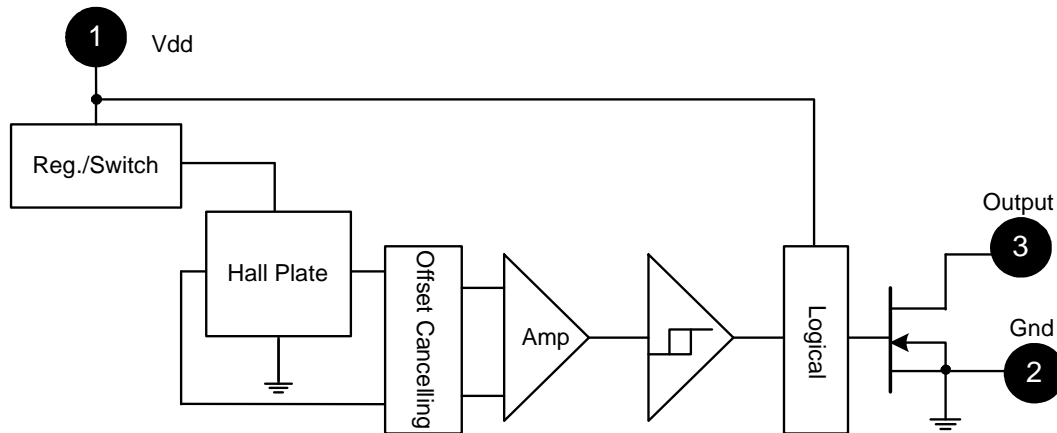 1
Vdd
Reg./Switch
Output
3
Hall Plate
Offset Cancelling
Amp
Logical
Gnd
2